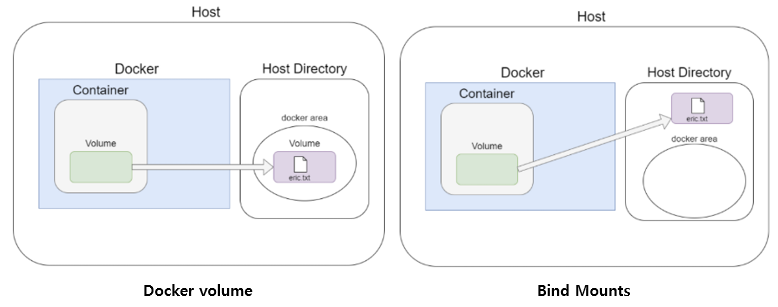 Host
Docker
Host Directory
Container
docker area
Volume
Volume
eric.txt
Docker volume
Host
Docker
Host Directory
Container
eric.txt
docker area
Volume
Bind Mounts